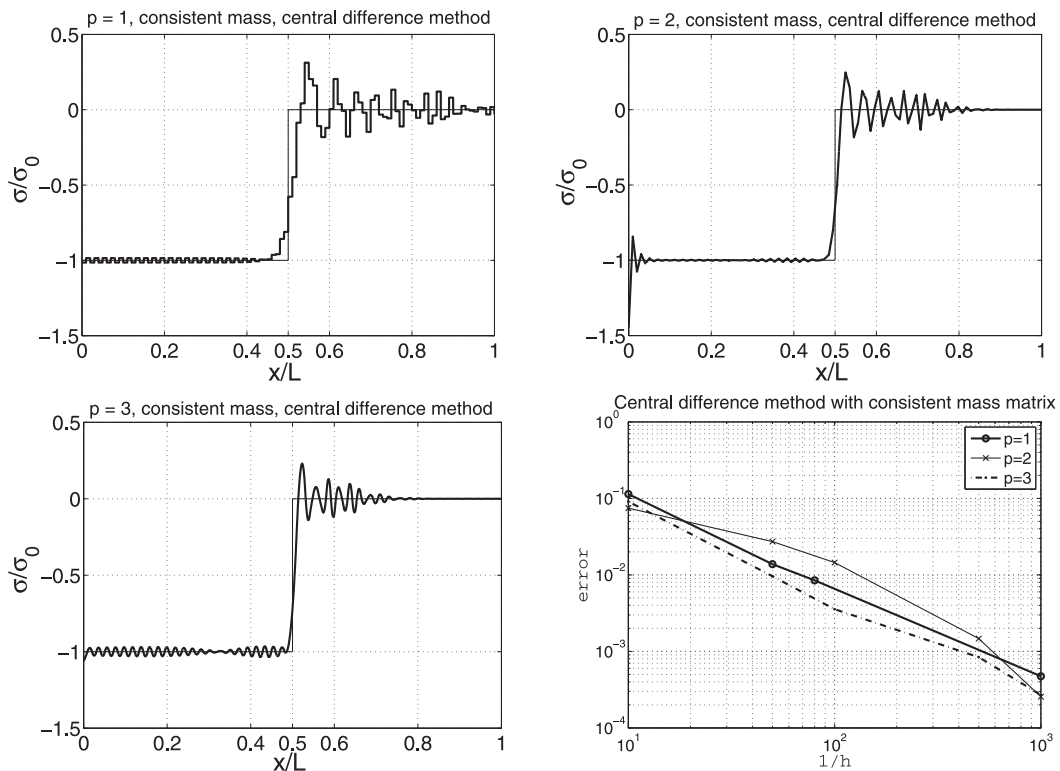 p = 1, consistent mass, central difference method
0.5
0
−0.5
−1
−1.5
σ/σ0
0 0.2 0.4 0.5 0.6 0.8 1
x/L
p = 2, consistent mass, central difference method
0.5
0
−0.5
−1
−1.5
σ/σ0
0 0.2 0.4 0.5 0.6 0.8 1
x/L
p = 3, consistent mass, central difference method
0.5
0
−0.5
−1
−1.5
σ/σ0
0 0.2 0.4 0.5 0.6 0.8 1
x/L
Central difference method with consistent mass matrix
10^0
10^−1
10^−2
10^−3
10^−4
error
p=1
p=2
p=3
10^1 10^2 10^3
1/h